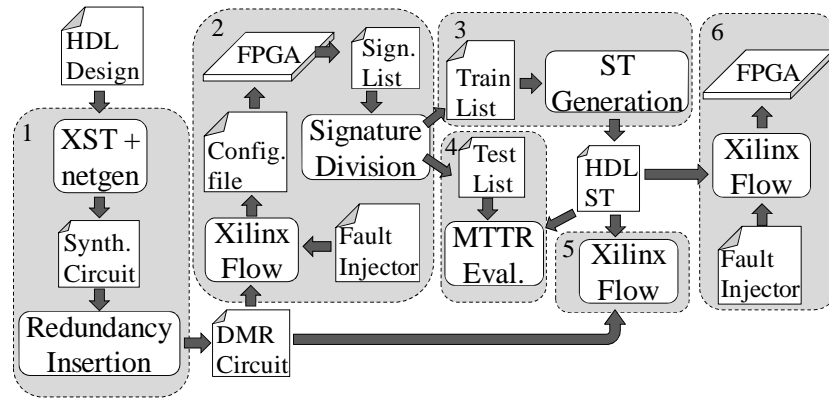 HDL
Design
1
XST +
netgen
Synth.
Circuit
Redundancy
Insertion
2
FPGA
Sign.
List
Config.
file
Signature
Division
Xilinx
Flow
Fault
Injector
DMR
Circuit
3
Train
List
ST
Generation
4
Test
List
MTTR
Eval.
HDL
ST
5
Xilinx
Flow
6
FPGA
Xilinx
Flow
Fault
Injector